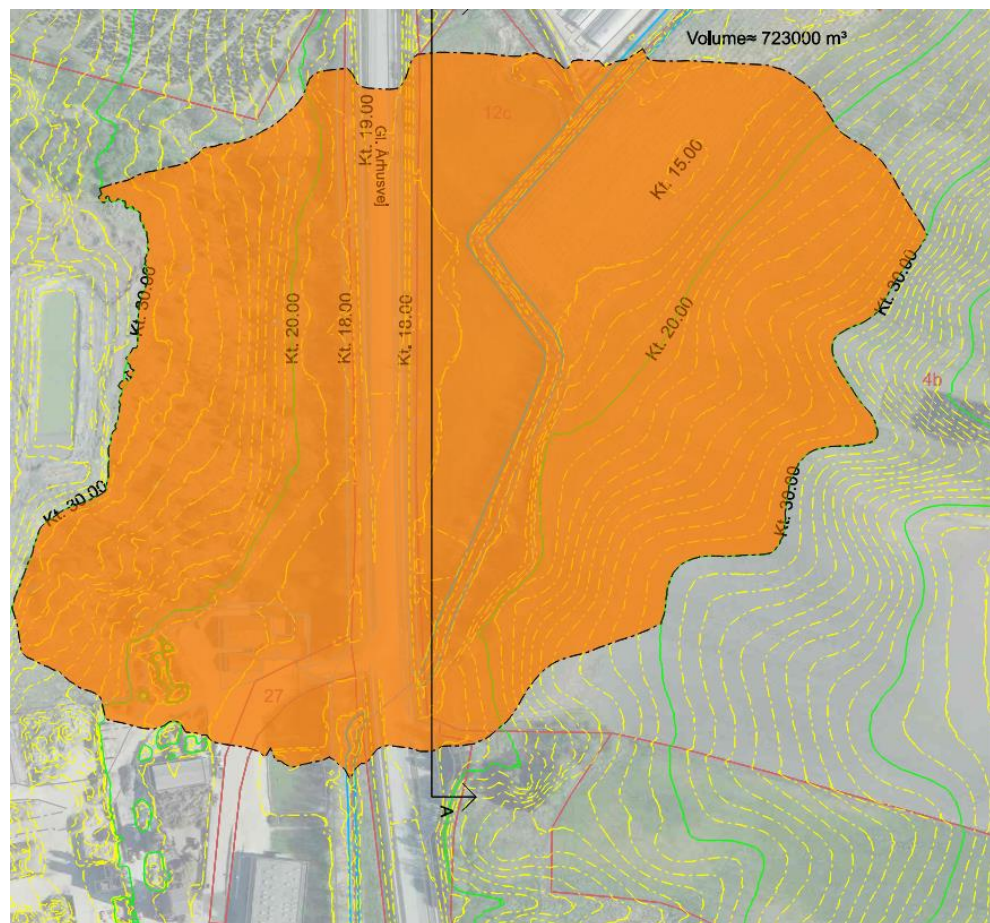 Volume≈ 723000 m³
12c
Kt. 19.00
Gl. Århusvej
Kt. 15.00
Kt. 30.00
Kt. 30.00
Kt. 20.00
Kt. 18.00
Kt. 18.00
Kt. 20.00
4b
Kt. 30.00
Kt. 30.00
27
A